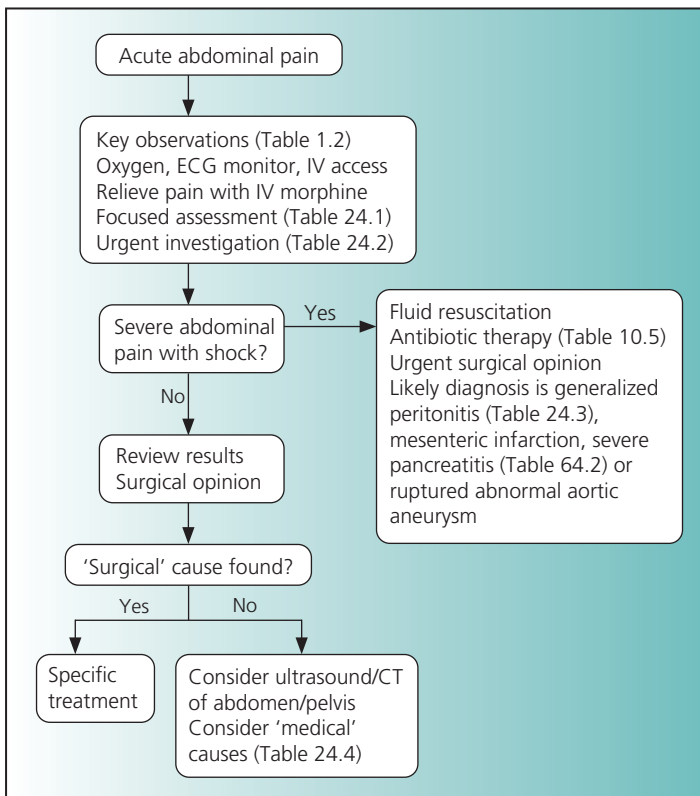 Acute abdominal pain
Key observations (Table 1.2)
Oxygen, ECG monitor, IV access
Relieve pain with IV morphine
Focused assessment (Table 24.1)
Urgent investigation (Table 24.2)
Severe abdominal
pain with shock?
Yes
Fluid resuscitation
Antibiotic therapy (Table 10.5)
Urgent surgical opinion
Likely diagnosis is generalized
peritonitis (Table 24.3),
mesenteric infarction, severe
pancreatitis (Table 64.2) or
ruptured abnormal aortic
aneurysm
No
Review results
Surgical opinion
‘Surgical’ cause found?
Yes
No
Specific
treatment
Consider ultrasound/CT
of abdomen/pelvis
Consider ‘medical’
causes (Table 24.4)